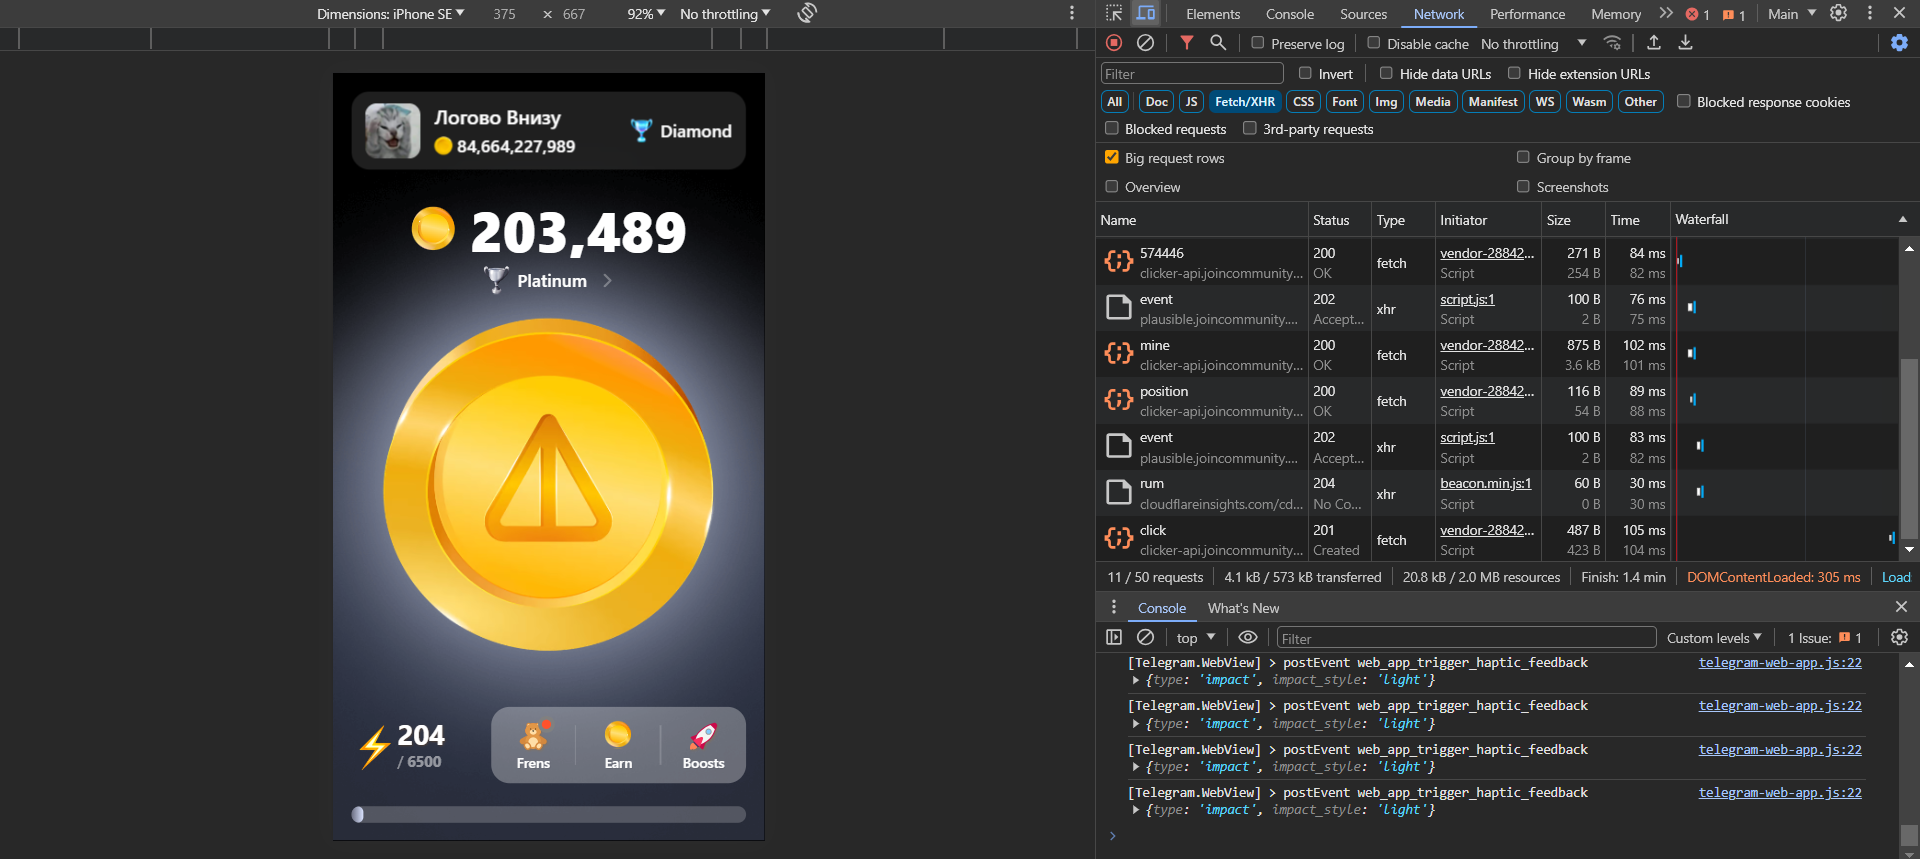 Dimensions: iPhone SE 375 × 667 92% No throttling
Логово Внизу
84,664,227,989
Diamond
203,489
Platinum
204
/ 6500
Frens
Earn
Boosts
Elements Console Sources Network Performance Memory 1 1 Main
Preserve log Disable cache No throttling
Filter Invert Hide data URLs Hide extension URLs
All Doc JS Fetch/XHR CSS Font Img Media Manifest WS Wasm Other Blocked response cookies
Blocked requests 3rd-party requests
Big request rows Group by frame
Overview Screenshots
Name Status Type Initiator Size Time Waterfall
574446 200 fetch vendor-28842... 271 B 84 ms
clicker-api.joincommunity... OK Script 254 B 82 ms
event 202 xhr script.js:1 100 B 76 ms
plausible.joincommunity.... Accept... Script 2 B 75 ms
mine 200 fetch vendor-28842... 875 B 102 ms
clicker-api.joincommunity... OK Script 3.6 kB 101 ms
position 200 fetch vendor-28842... 116 B 89 ms
clicker-api.joincommunity... OK Script 54 B 88 ms
event 202 xhr script.js:1 100 B 83 ms
plausible.joincommunity.... Accept... Script 2 B 82 ms
rum 204 xhr beacon.min.js:1 60 B 30 ms
cloudflareinsights.com/cd... No Co... Script 0 B 30 ms
click 201 fetch vendor-28842... 487 B 105 ms
clicker-api.joincommunity... Created Script 423 B 104 ms
11 / 50 requests 4.1 kB / 573 kB transferred 20.8 kB / 2.0 MB resources Finish: 1.4 min DOMContentLoaded: 305 ms Load
Console What's New
top Filter Custom levels 1 Issue: 1
[Telegram.WebView] > postEvent web_app_trigger_haptic_feedback telegram-web-app.js:22
{type: 'impact', impact_style: 'light'}
[Telegram.WebView] > postEvent web_app_trigger_haptic_feedback telegram-web-app.js:22
{type: 'impact', impact_style: 'light'}
[Telegram.WebView] > postEvent web_app_trigger_haptic_feedback telegram-web-app.js:22
{type: 'impact', impact_style: 'light'}
[Telegram.WebView] > postEvent web_app_trigger_haptic_feedback telegram-web-app.js:22
{type: 'impact', impact_style: 'light'}